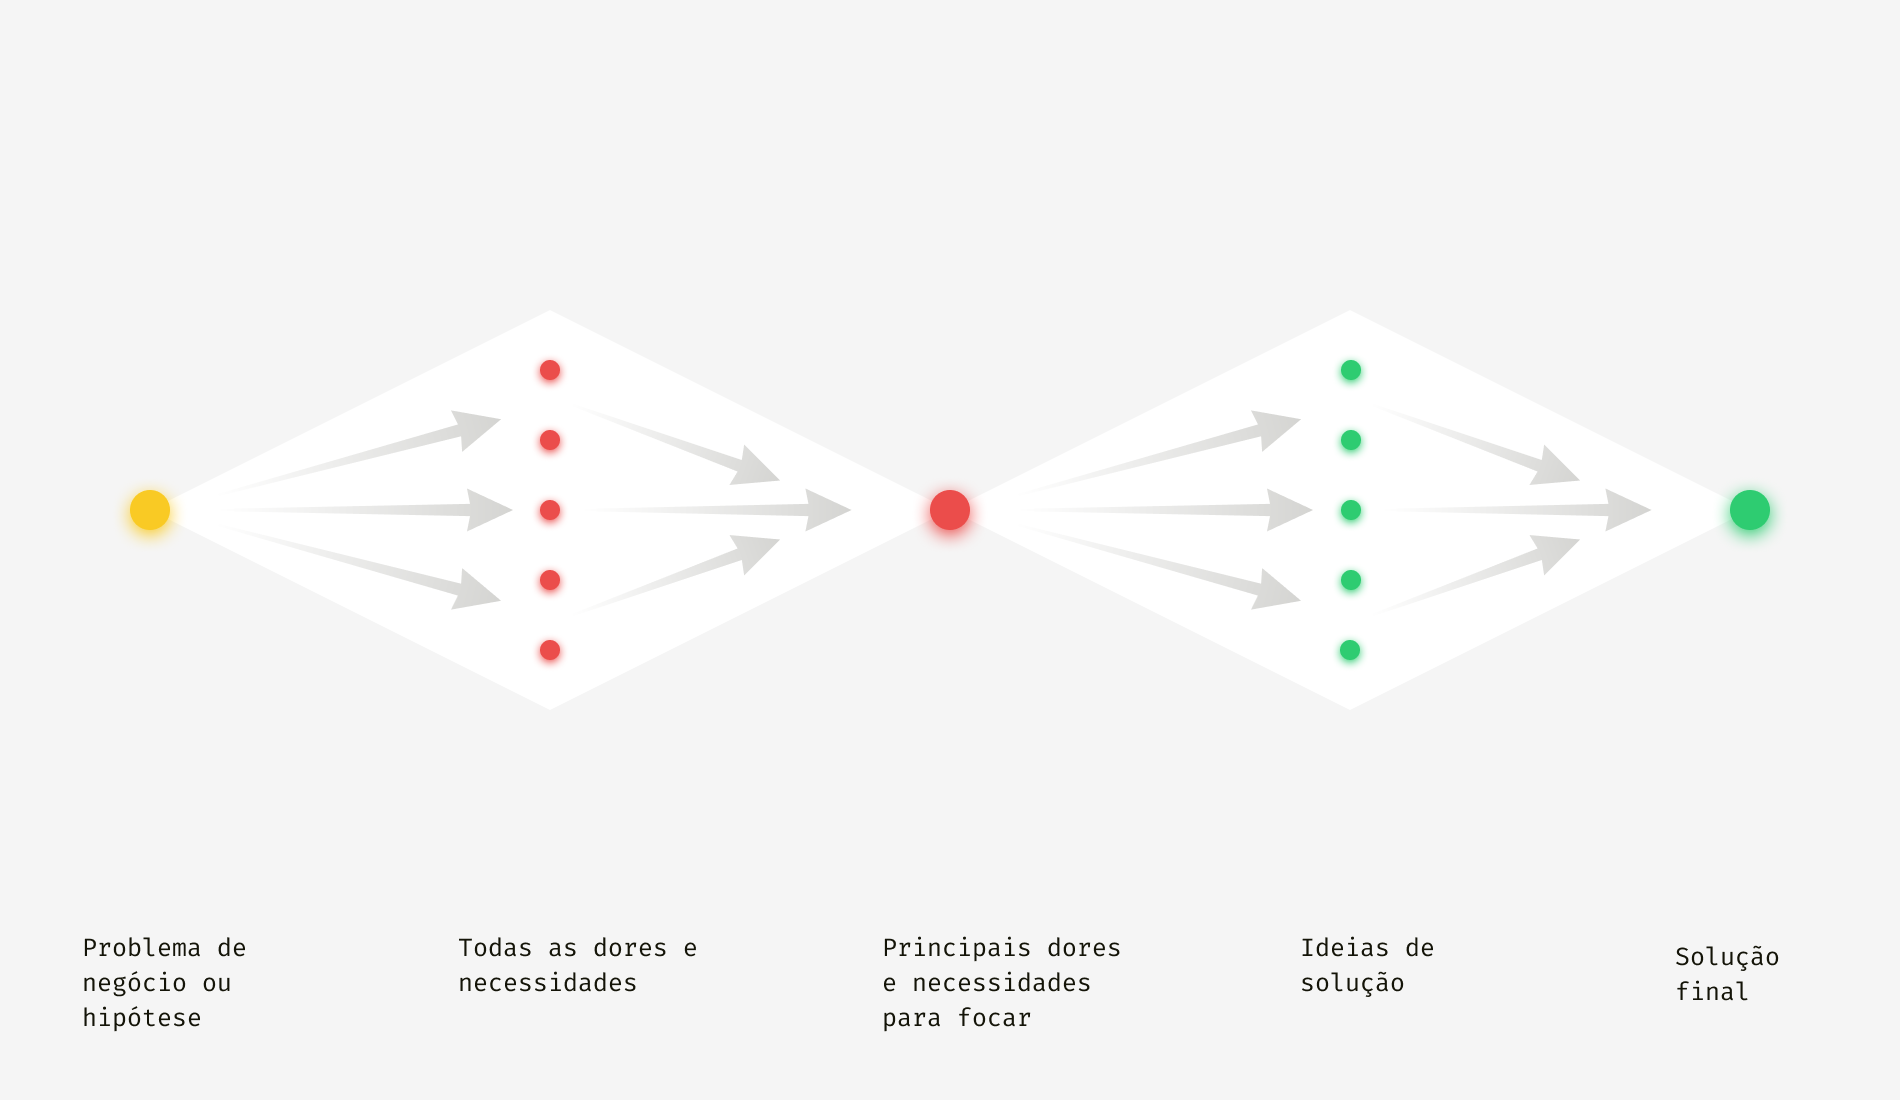 Problema de
negócio ou
hipótese
Todas as dores e
necessidades
Principais dores
e necessidades
para focar
Ideias de
solução
Solução
final